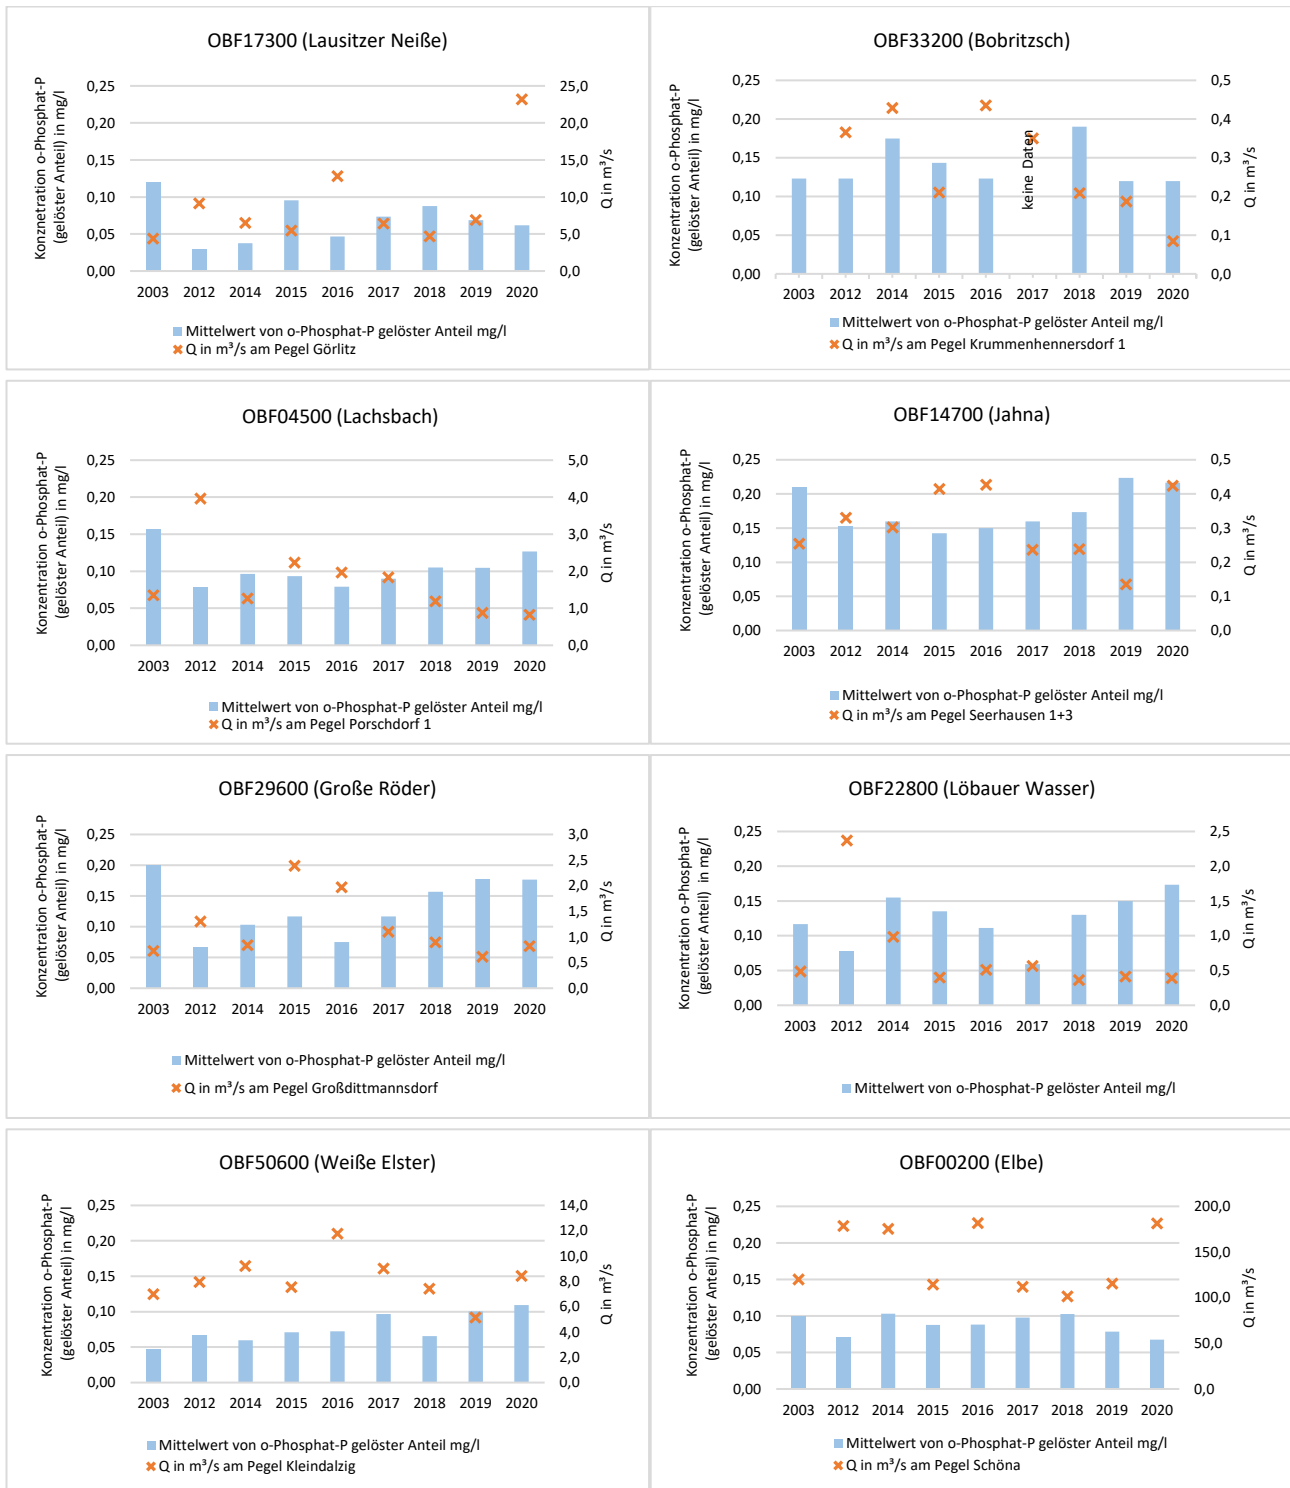 OBF17300 (Lausitzer Neiße)
Konznetration o-Phosphat-P
(gelöster Anteil) in mg/l
0,25
0,20
0,15
0,10
0,05
0,00
25,0
20,0
15,0
10,0
5,0
0,0
Q in m³/s
2003 2012 2014 2015 2016 2017 2018 2019 2020
Mittelwert von o-Phosphat-P gelöster Anteil mg/l
Q in m³/s am Pegel Görlitz
OBF33200 (Bobritzsch)
Konzentration o-Phosphat-P
(gelöster Anteil) in mg/l
0,25
0,20
0,15
0,10
0,05
0,00
keine Daten
0,5
0,4
0,3
0,2
0,1
0,0
Q in m³/s
2003 2012 2014 2015 2016 2017 2018 2019 2020
Mittelwert von o-Phosphat-P gelöster Anteil mg/l
Q in m³/s am Pegel Krummenhennersdorf 1
OBF04500 (Lachsbach)
Konzentration o-Phosphat-P
(gelöster Anteil) in mg/l
0,25
0,20
0,15
0,10
0,05
0,00
5,0
4,0
3,0
2,0
1,0
0,0
Q in m³/s
2003 2012 2014 2015 2016 2017 2018 2019 2020
Mittelwert von o-Phosphat-P gelöster Anteil mg/l
Q in m³/s am Pegel Porschdorf 1
OBF14700 (Jahna)
Konzentration o-Phosphat-P
(gelöster Anteil) in mg/l
0,25
0,20
0,15
0,10
0,05
0,00
0,5
0,4
0,3
0,2
0,1
0,0
Q in m³/s
2003 2012 2014 2015 2016 2017 2018 2019 2020
Mittelwert von o-Phosphat-P gelöster Anteil mg/l
Q in m³/s am Pegel Seerhausen 1+3
OBF29600 (Große Röder)
Konzentration o-Phosphat-P
(gelöster Anteil) in mg/l
0,25
0,20
0,15
0,10
0,05
0,00
3,0
2,5
2,0
1,5
1,0
0,5
0,0
Q in m³/s
2003 2012 2014 2015 2016 2017 2018 2019 2020
Mittelwert von o-Phosphat-P gelöster Anteil mg/l
Q in m³/s am Pegel Großdittmannsdorf
OBF22800 (Löbauer Wasser)
Konzentration o-Phosphat-P
(gelöster Anteil) in mg/l
0,25
0,20
0,15
0,10
0,05
0,00
2,5
2,0
1,5
1,0
0,5
0,0
Q in m³/s
2003 2012 2014 2015 2016 2017 2018 2019 2020
Mittelwert von o-Phosphat-P gelöster Anteil mg/l
OBF50600 (Weiße Elster)
Konzentration o-Phosphat-P
(gelöster Anteil) in mg/l
0,25
0,20
0,15
0,10
0,05
0,00
14,0
12,0
10,0
8,0
6,0
4,0
2,0
0,0
Q in m³/s
2003 2012 2014 2015 2016 2017 2018 2019 2020
Mittelwert von o-Phosphat-P gelöster Anteil mg/l
Q in m³/s am Pegel Kleindalzig
OBF00200 (Elbe)
Konzentration o-Phosphat-P
(gelöster Anteil) in mg/l
0,25
0,20
0,15
0,10
0,05
0,00
200,0
150,0
100,0
50,0
0,0
Q in m³/s
2003 2012 2014 2015 2016 2017 2018 2019 2020
Mittelwert von o-Phosphat-P gelöster Anteil mg/l
Q in m³/s am Pegel Schöna